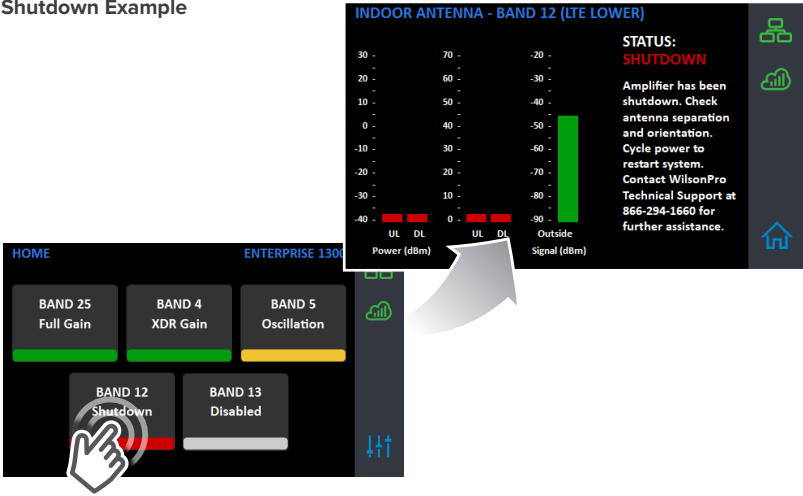 Shutdown Example
INDOOR ANTENNA - BAND 12 (LTE LOWER)
30 - 70 - -20 -
20 - 60 - -30 -
10 - 50 - -40 -
0 - 40 - -50 -
-10 - 30 - -60 -
-20 - 20 - -70 -
-30 - 10 - -80 -
-40 - 0 - -90 -
UL DL UL DL Outside
Power (dBm) Signal (dBm)
STATUS:
SHUTDOWN
Amplifier has been
shutdown. Check
antenna separation
and orientation.
Cycle power to
restart system.
Contact WilsonPro
Technical Support at
866-294-1660 for
further assistance.
HOME ENTERPRISE 1300
BAND 25
Full Gain
BAND 4
XDR Gain
BAND 5
Oscillation
BAND 12
Shutdown
BAND 13
Disabled